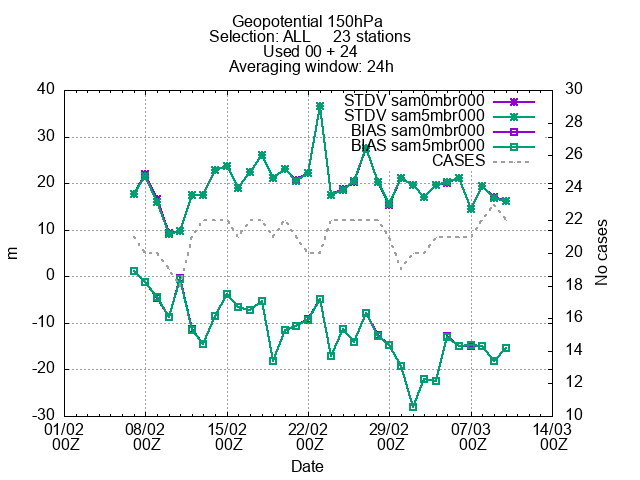 Geopotential 150hPa
Selection: ALL 23 stations
Used 00 + 24
Averaging window: 24h
STDV sam0mbr000
STDV sam5mbr000
BIAS sam0mbr000
BIAS sam5mbr000
CASES
40
30
20
10
0
-10
-20
-30
m
30
28
26
24
22
20
18
16
14
12
10
No cases
01/02 08/02 15/02 22/02 29/02 07/03 14/03
00Z 00Z 00Z 00Z 00Z 00Z 00Z
Date